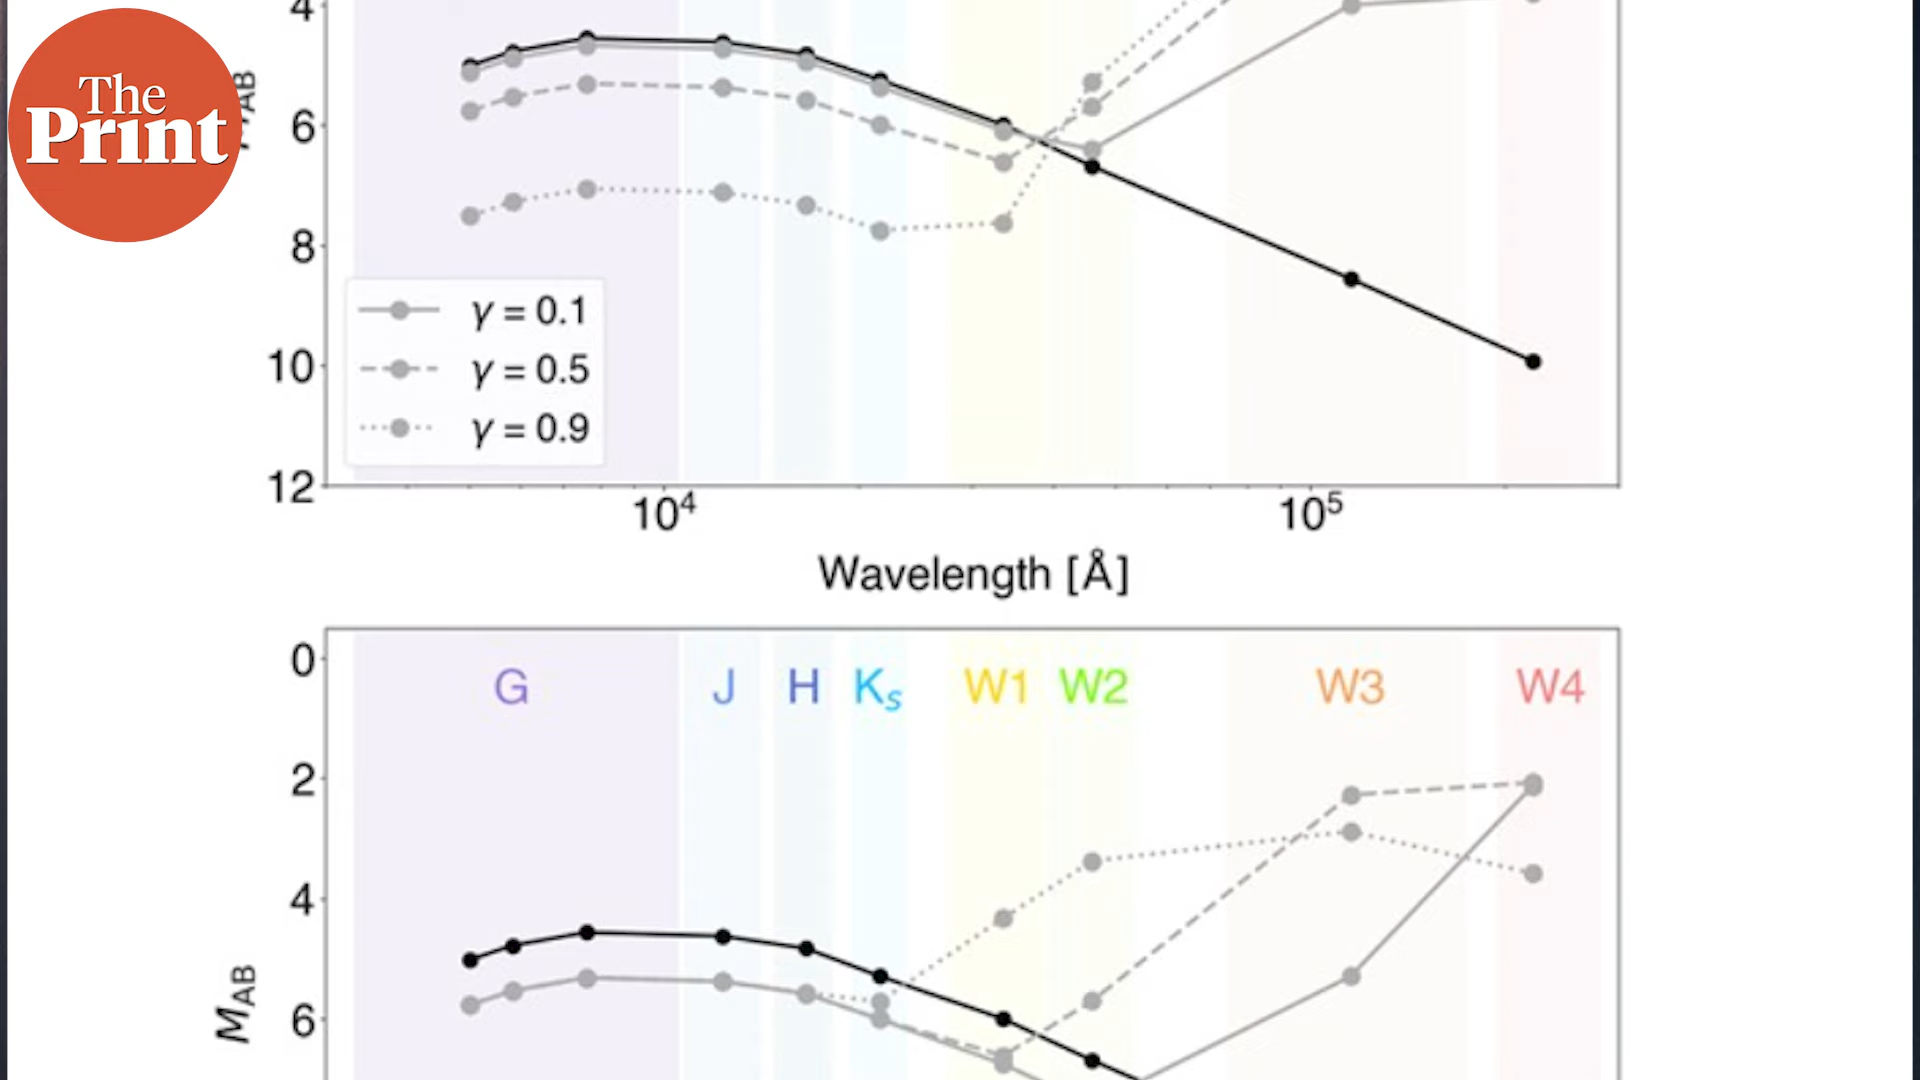 The
Print
4
AB
6
8
10
12
γ = 0.1
γ = 0.5
γ = 0.9
10⁴
10⁵
Wavelength [Å]
0
G J H Kₛ W1 W2 W3 W4
2
4
6
M_AB